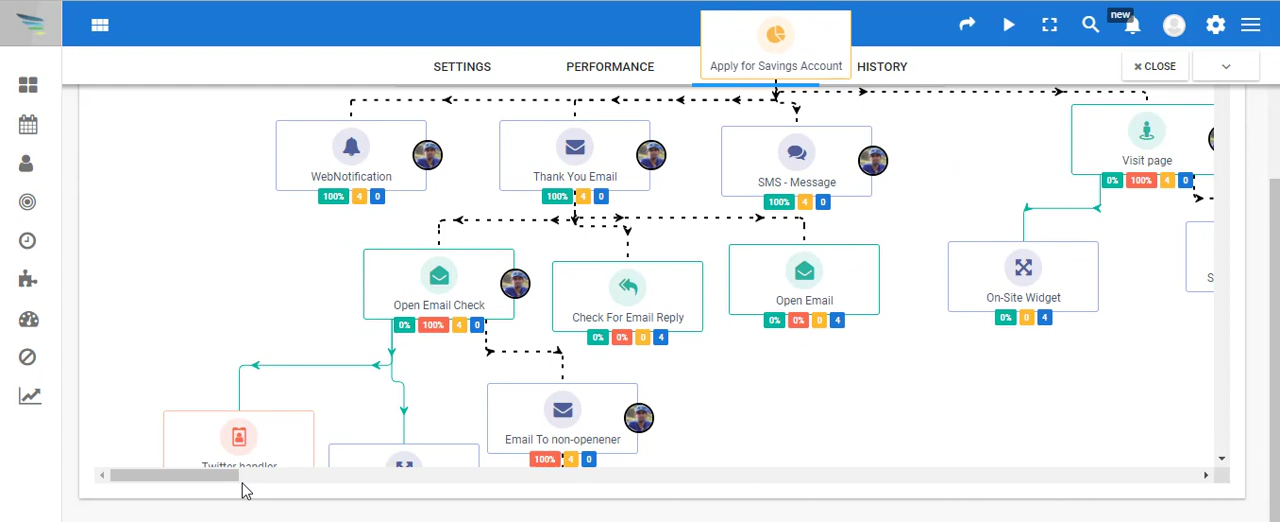 new
Apply for Savings Account
SETTINGS
PERFORMANCE
HISTORY
CLOSE
WebNotification
100% 4 0
Thank You Email
100% 4 0
SMS - Message
100% 4 0
Visit page
0% 100% 4 0
Open Email Check
0% 100% 4 0
Check For Email Reply
0% 0% 0 4
Open Email
0% 0% 0 4
On-Site Widget
0% 0 4
S
Email To non-openener
100% 4 0
Twitter handler